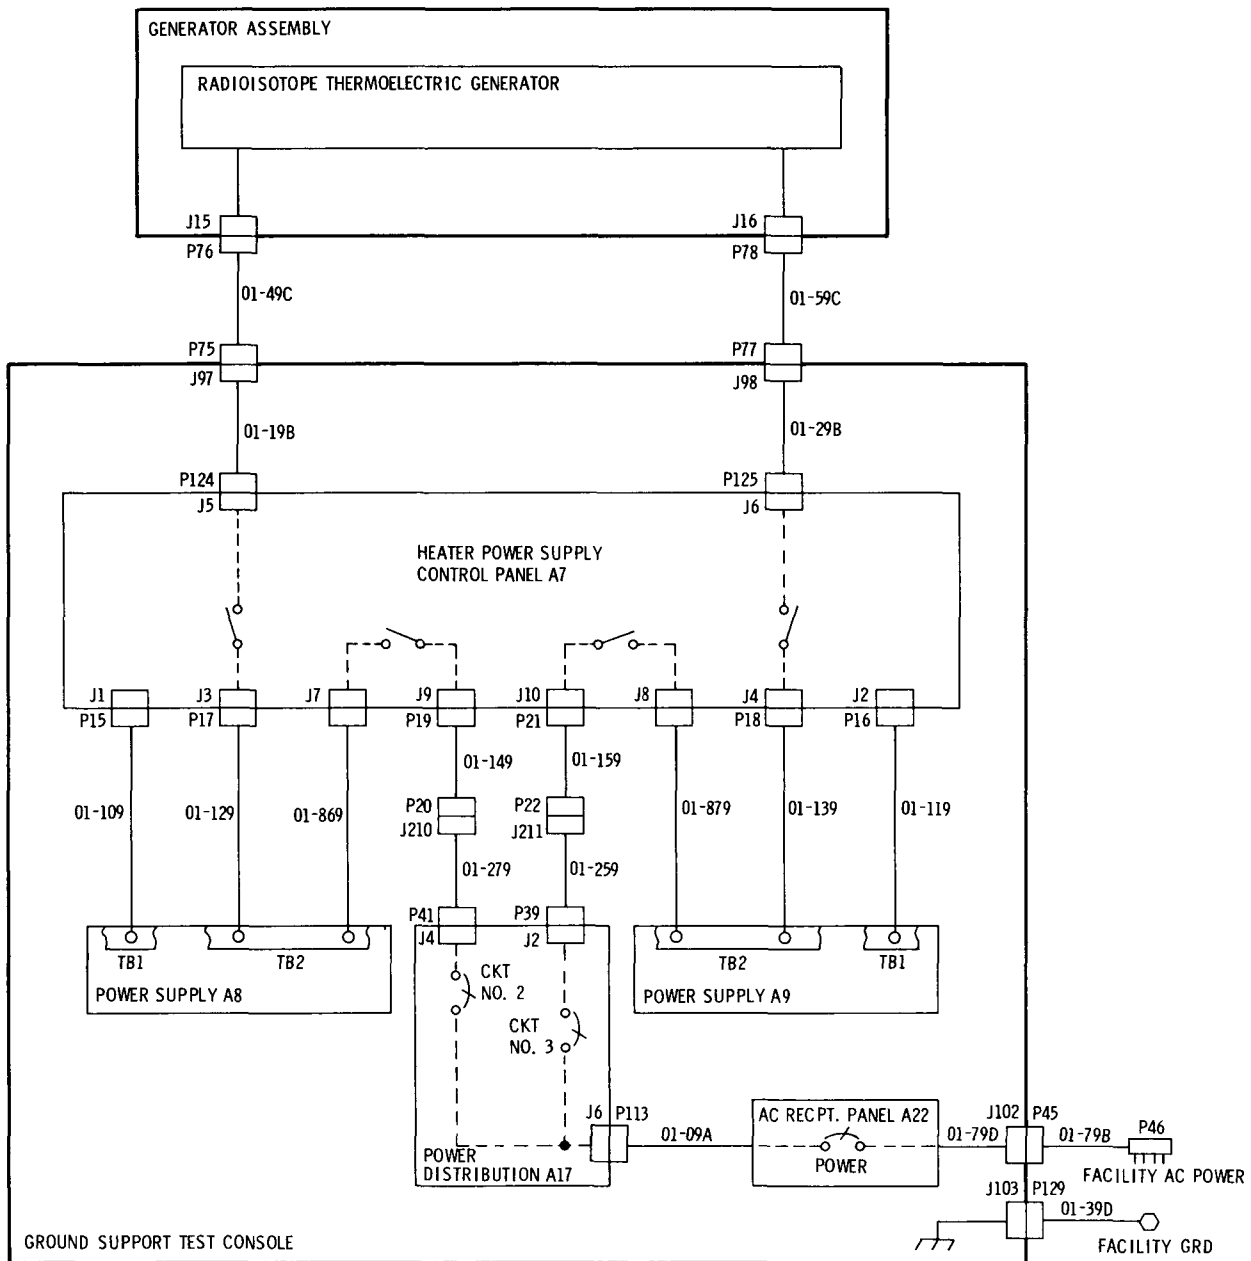 GENERATOR ASSEMBLY
RADIOISOTOPE THERMOELECTRIC GENERATOR
J15
J16
P76
P78
01-49C
01-59C
P75
P77
J97
J98
01-19B
01-29B
P124
P125
J5
J6
HEATER POWER SUPPLY
CONTROL PANEL A7
J1
J3
J7
J9
J10
J8
J4
J2
P15
P17
P19
P21
P18
P16
01-149
01-159
01-109
01-129
01-869
P20
P22
01-879
01-139
01-119
J210
J211
01-279
01-259
P41
P39
J4
J2
TB1
TB2
TB2
TB1
POWER SUPPLY A8
CKT
NO. 2
POWER SUPPLY A9
CKT
NO. 3
J6
P113
AC RECPT. PANEL A22
J102
P45
01-09A
01-79D
01-79B
P46
POWER
POWER
DISTRIBUTION A17
FACILITY AC POWER
J103
P129
01-39D
GROUND SUPPORT TEST CONSOLE
FACILITY GRD